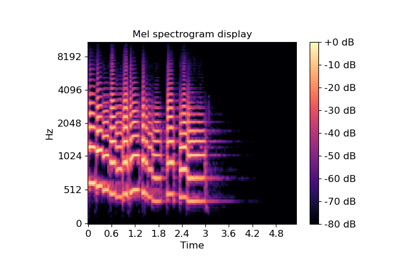 Mel spectrogram display
8192
4096
2048
1024
512
0
Hz
0 0.6 1.2 1.8 2.4 3 3.6 4.2 4.8
Time
+0 dB
-10 dB
-20 dB
-30 dB
-40 dB
-50 dB
-60 dB
-70 dB
-80 dB